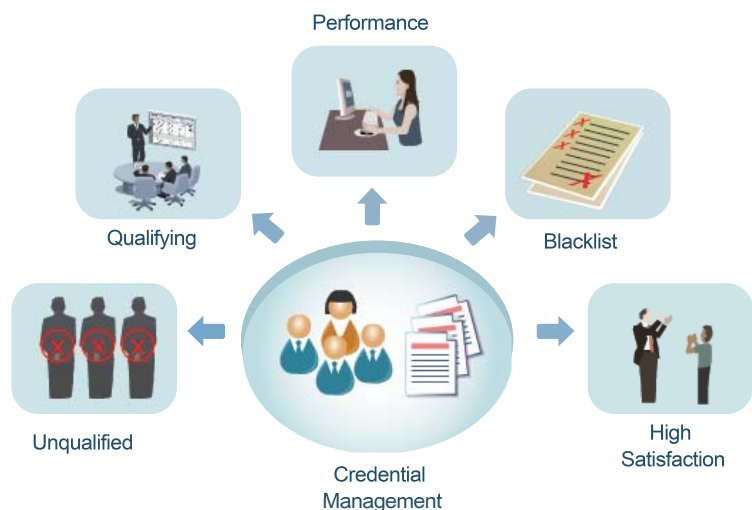 Performance
Qualifying
Blacklist
Unqualified
High
Satisfaction
Credential
Management